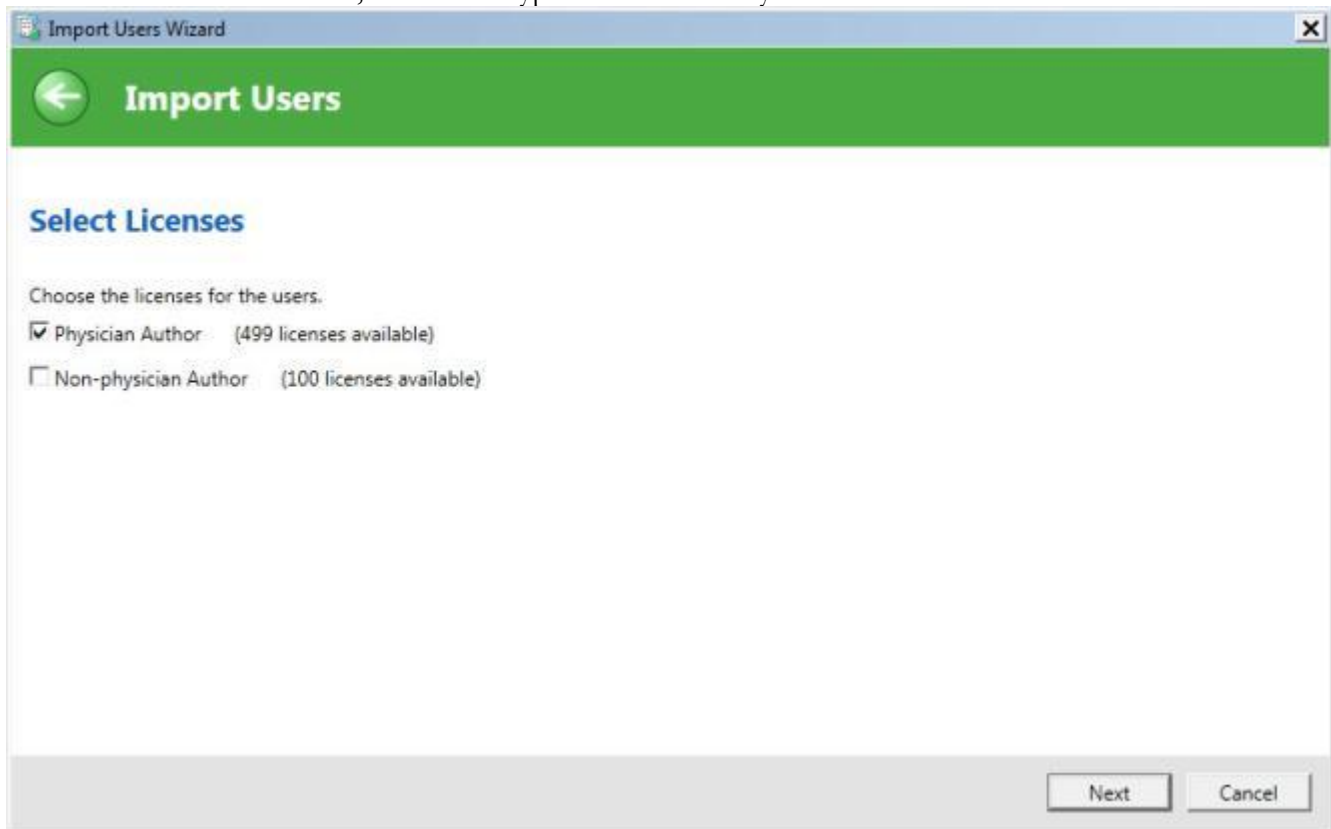 Import Users Wizard
Import Users
Select Licenses
Choose the licenses for the users.
Physician Author (499 licenses available)
Non-physician Author (100 licenses available)
Next Cancel